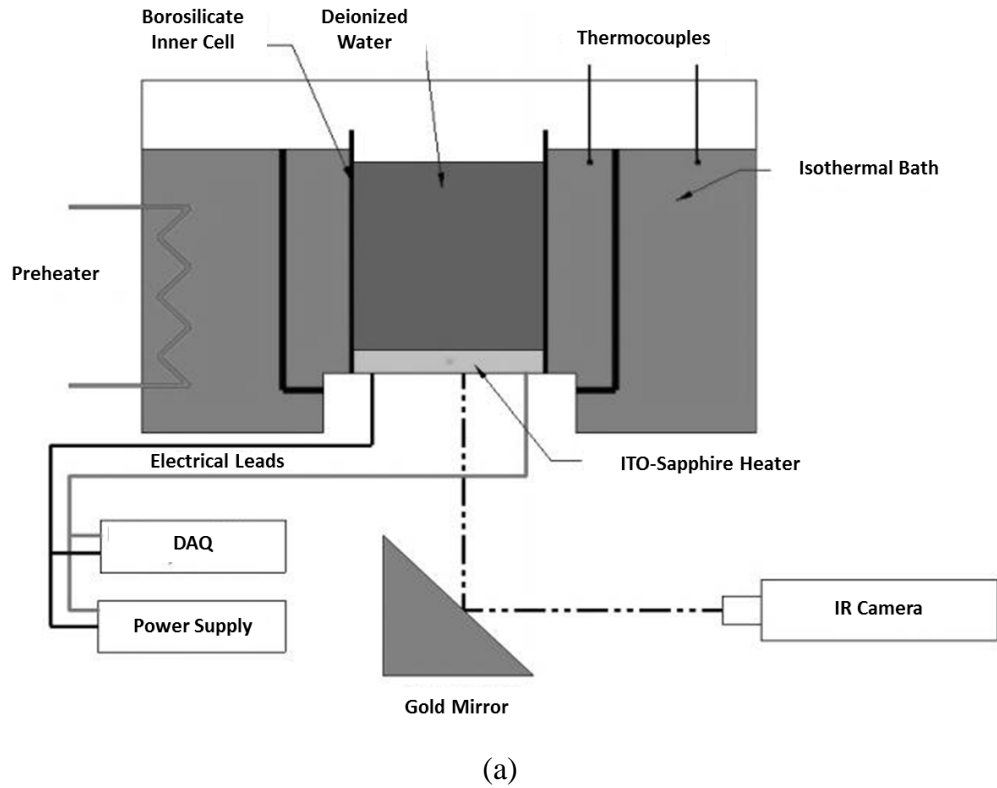 Borosilicate
Inner Cell
Deionized
Water
Thermocouples
Isothermal Bath
Preheater
Electrical Leads
ITO-Sapphire Heater
DAQ
Power Supply
IR Camera
Gold Mirror
(a)